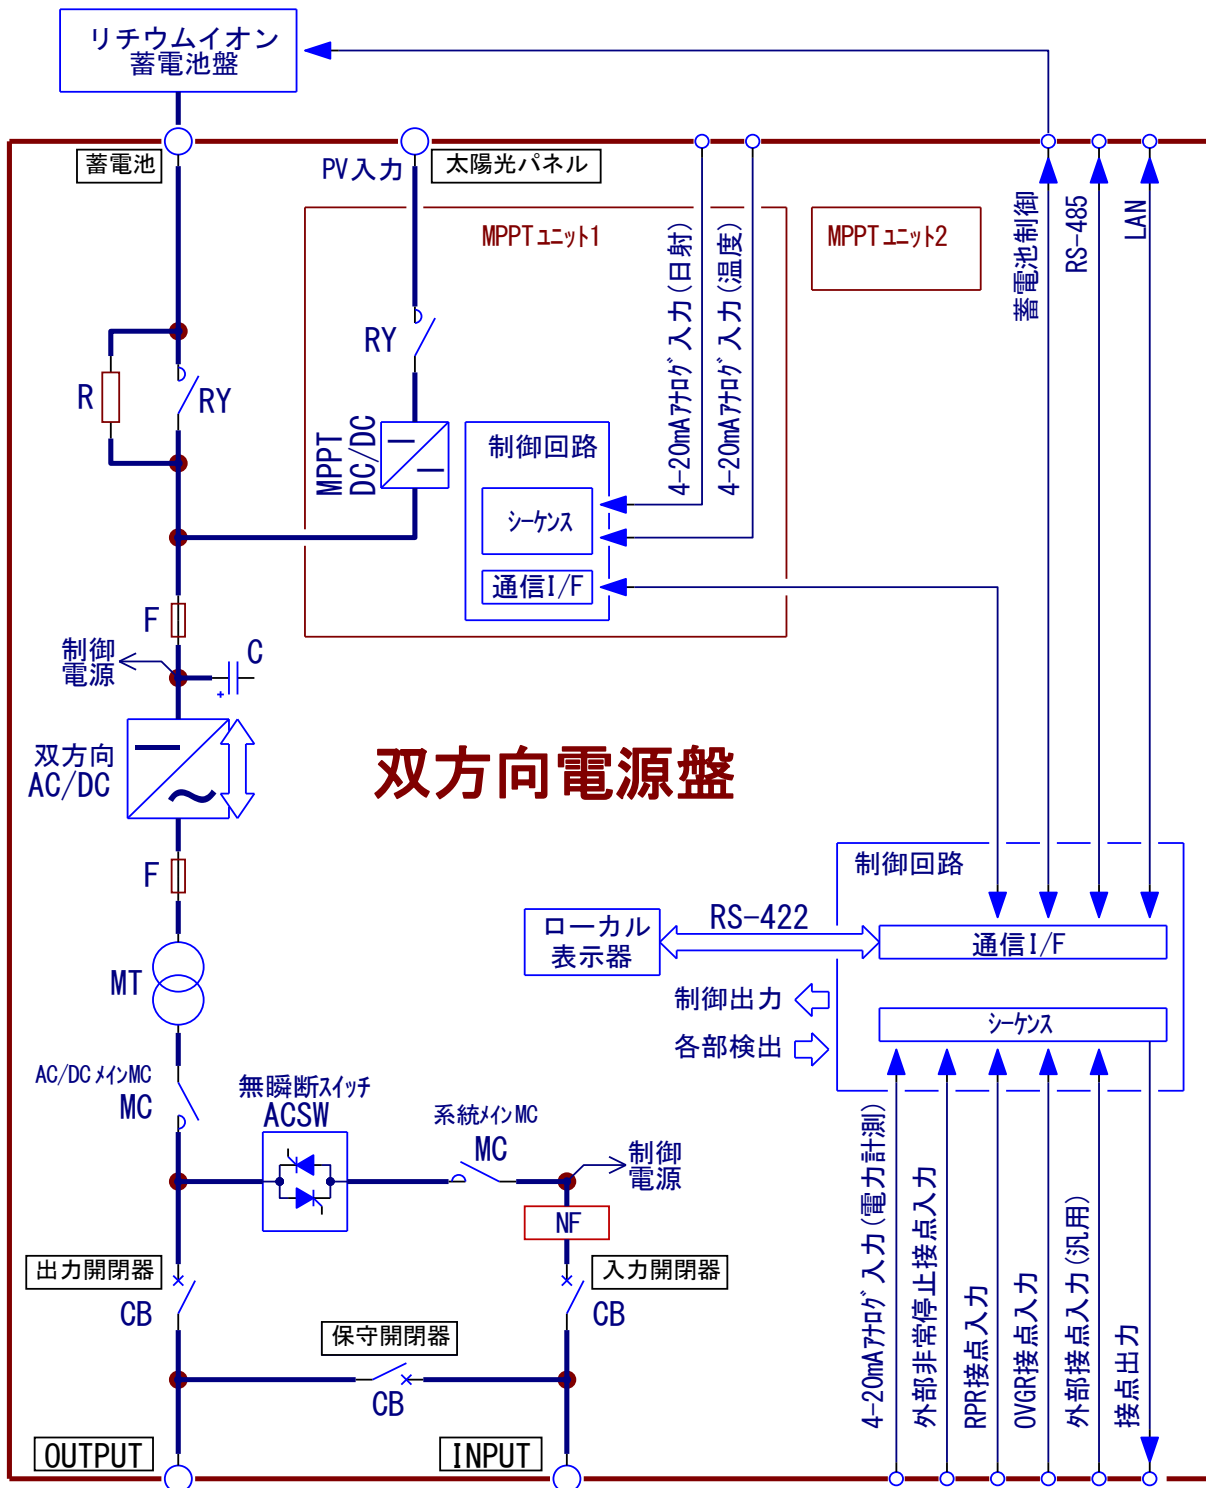 リチウムイオン
蓄電池盤
蓄電池
PV入力
太陽光パネル
MPPTユニット1
MPPTユニット2
4-20mAｱﾅﾛｸﾞ入力(日射)
4-20mAｱﾅﾛｸﾞ入力(温度)
蓄電池制御
RS-485
LAN
R
RY
RY
MPPT
DC/DC
制御回路
シーケンス
通信I/F
F
制御
電源
C
+
双方向
AC/DC
双方向電源盤
F
制御回路
ローカル
表示器
RS-422
通信I/F
MT
制御出力
シーケンス
各部検出
AC/DCメインMC
MC
無瞬断スイッチ
ACSW
系統メインMC
MC
制御
電源
NF
出力開閉器
CB
入力開閉器
CB
保守開閉器
CB
4-20mAｱﾅﾛｸﾞ入力(電力計測)
外部非常停止接点入力
RPR接点入力
OVGR接点入力
外部接点入力(汎用)
接点出力
OUTPUT
INPUT